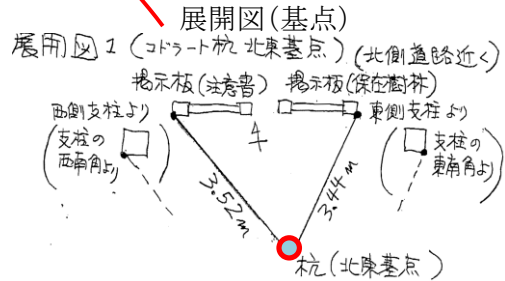 展開図(基点)
展開図1(コドラート杭 北東基点)(北側道路近く)
掲示板(注意書) 掲示板(保在樹林)
西側支柱より 東側支柱より
(支柱の西南角より) (支柱の東南角より)
3.52m 3.44m
杭(北東基点)